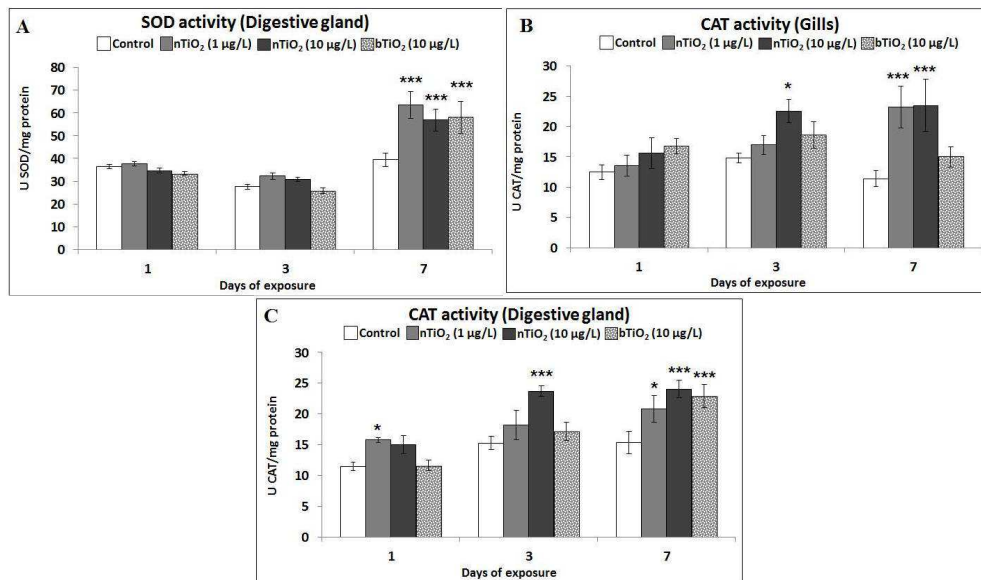 A
SOD activity (Digestive gland)
Control nTiO₂ (1 µg/L) nTiO₂ (10 µg/L) bTiO₂ (10 µg/L)
80
70
60
50
40
30
20
10
0
U SOD/mg protein
*** *** ***
1 3 7
Days of exposure
B
CAT activity (Gills)
Control nTiO₂ (1 µg/L) nTiO₂ (10 µg/L) bTiO₂ (10 µg/L)
30
25
20
15
10
5
0
U CAT/mg protein
* *** ***
1 3 7
Days of exposure
C
CAT activity (Digestive gland)
Control nTiO₂ (1 µg/L) nTiO₂ (10 µg/L) bTiO₂ (10 µg/L)
30
25
20
15
10
5
0
U CAT/mg protein
* *** * *** ***
1 3 7
Days of exposure